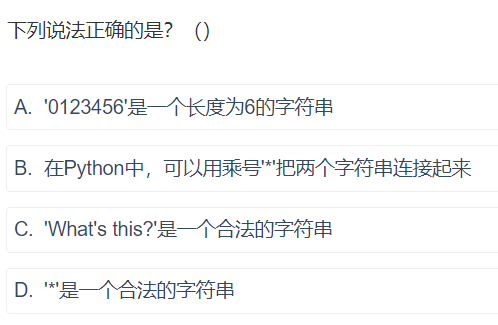 下列说法正确的是？（）
A. '0123456'是一个长度为6的字符串
B. 在Python中，可以用乘号'*'把两个字符串连接起来
C. 'What's this?'是一个合法的字符串
D. '*'是一个合法的字符串